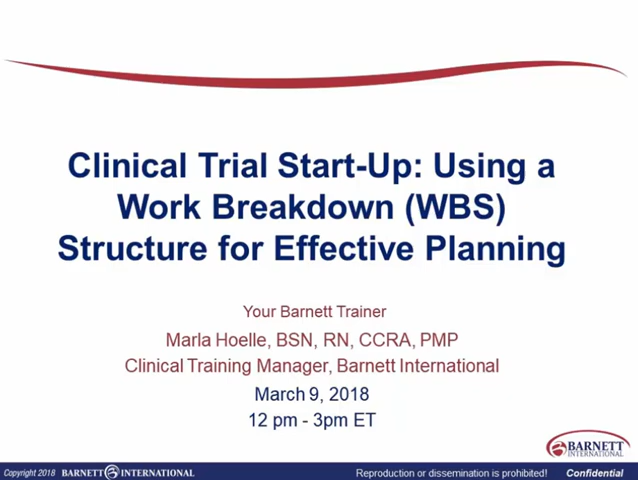 Clinical Trial Start-Up: Using a
Work Breakdown (WBS)
Structure for Effective Planning
Your Barnett Trainer
Marla Hoelle, BSN, RN, CCRA, PMP
Clinical Training Manager, Barnett International
March 9, 2018
12 pm - 3pm ET
BARNETT
INTERNATIONAL
Copyright 2018 BARNETT INTERNATIONAL Reproduction or dissemination is prohibited! Confidential